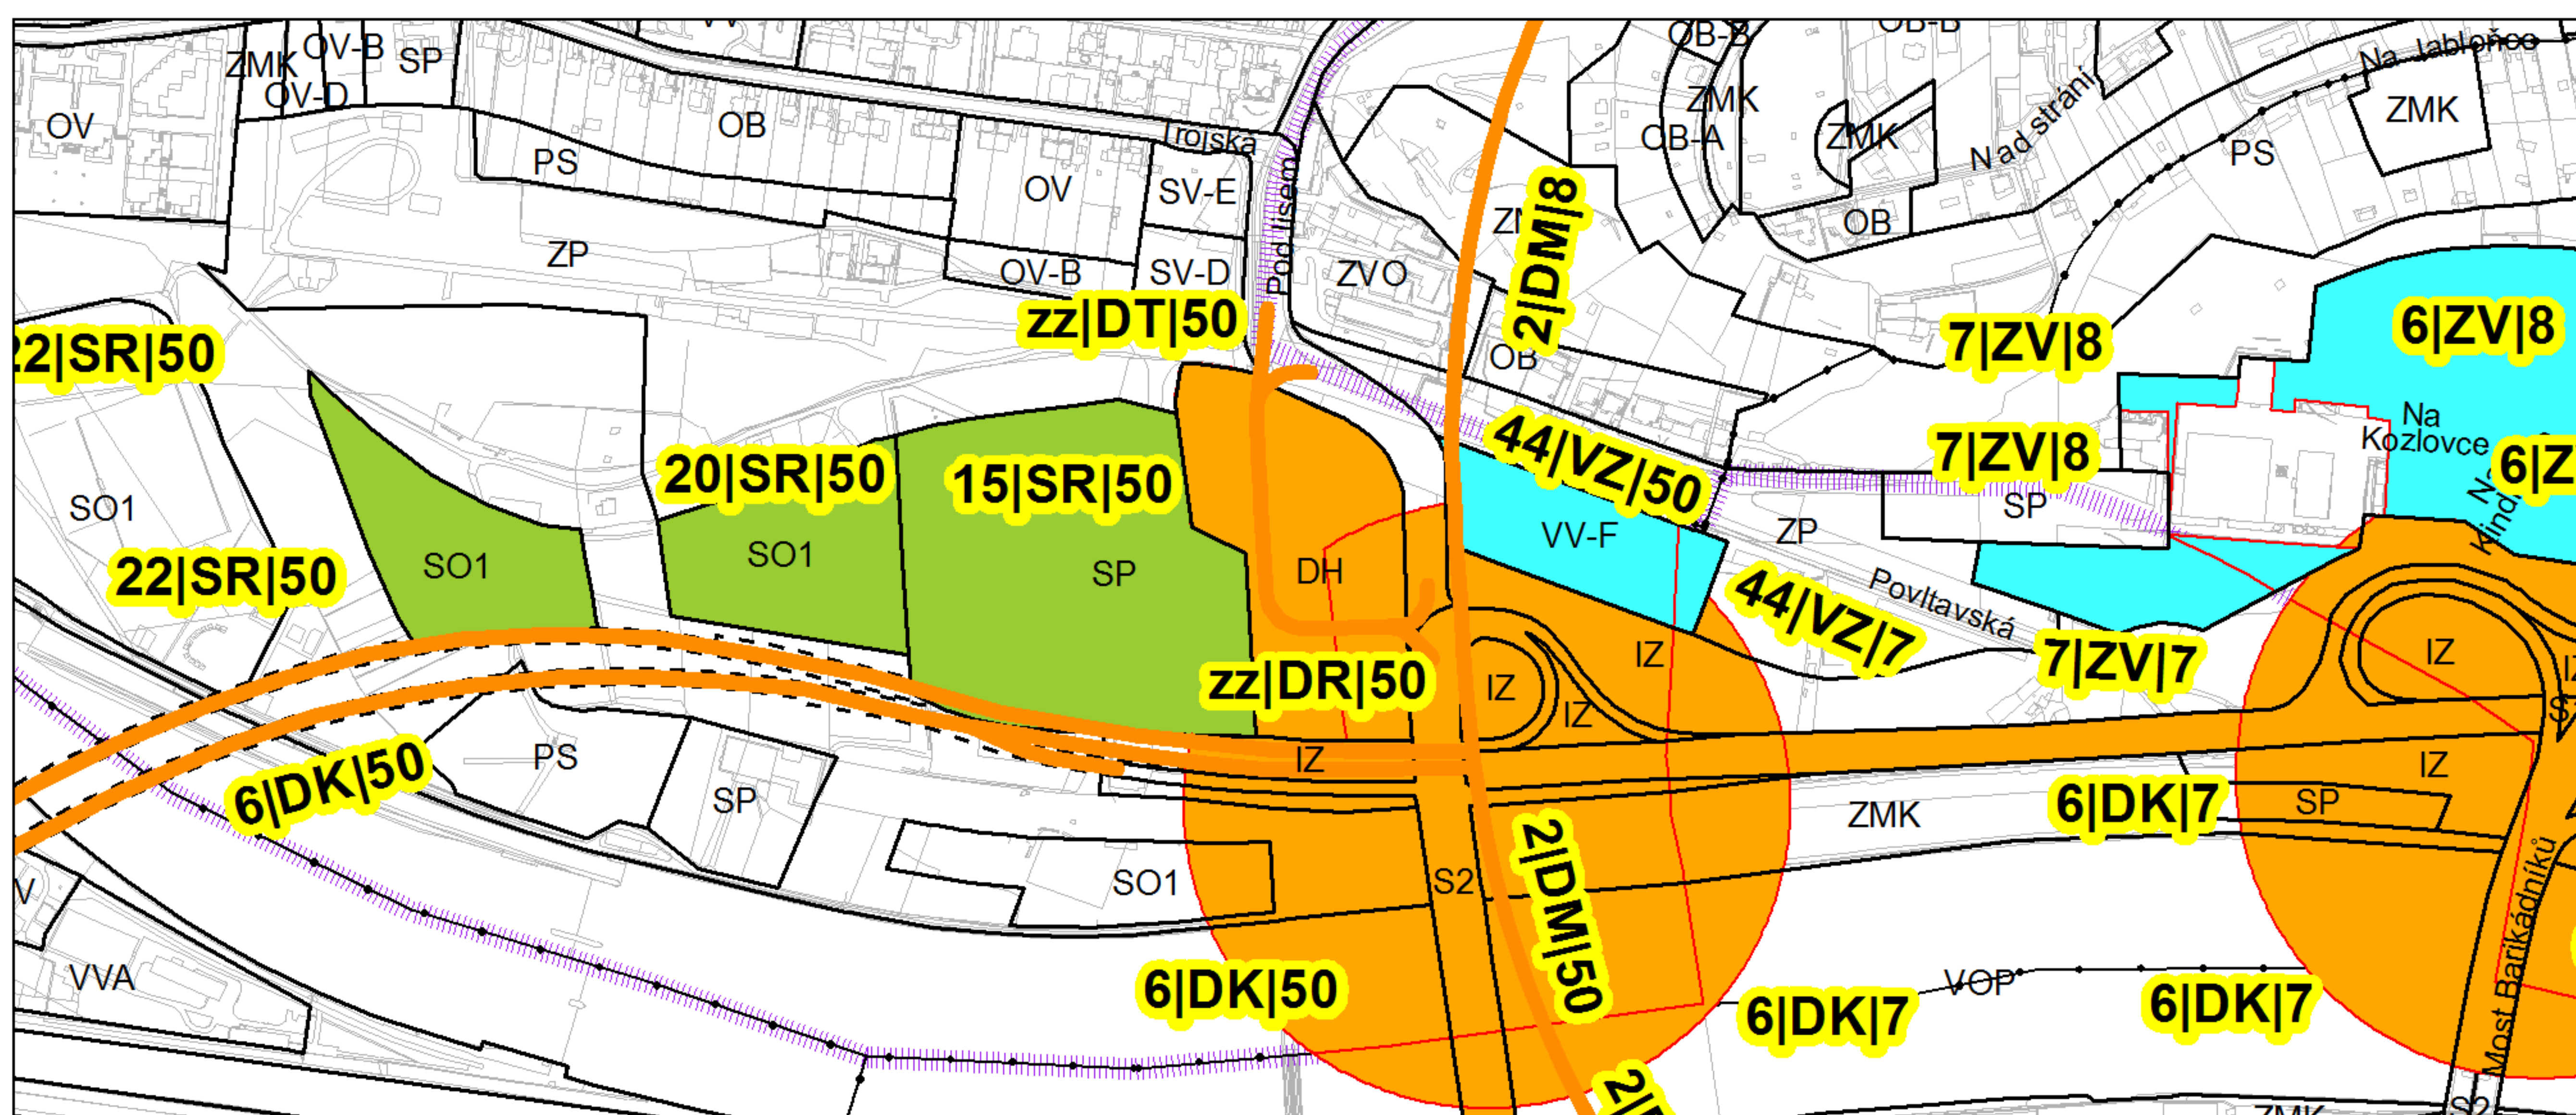 OV-B
ZMK
SP
OV-D
OV
OB
PS
Trojská
OV
SV-E
Pod lisem
ZP
OV-B
SV-D
ZVO
OB-B
OB-B
ZMK
OB-A
ZMK
Nad strání
Na Jabloňce
ZMK
PS
OB
2|DM|8
zz|DT|50
22|SR|50
OB
7|ZV|8
6|ZV|8
Na
Kozlovce
44|VZ|50
7|ZV|8
20|SR|50
15|SR|50
SP
SO1
VV-F
ZP
22|SR|50
SO1
SO1
SP
DH
Povltavská
44|VZ|7
7|ZV|7
IZ
IZ
zz|DR|50
IZ
IZ
PS
IZ
IZ
6|DK|50
SP
SP
ZMK
6|DK|7
2|DM|50
SO1
S2
Most Barikádníků
VVA
6|DK|50
VOP
6|DK|7
6|DK|7
S2
ZMK